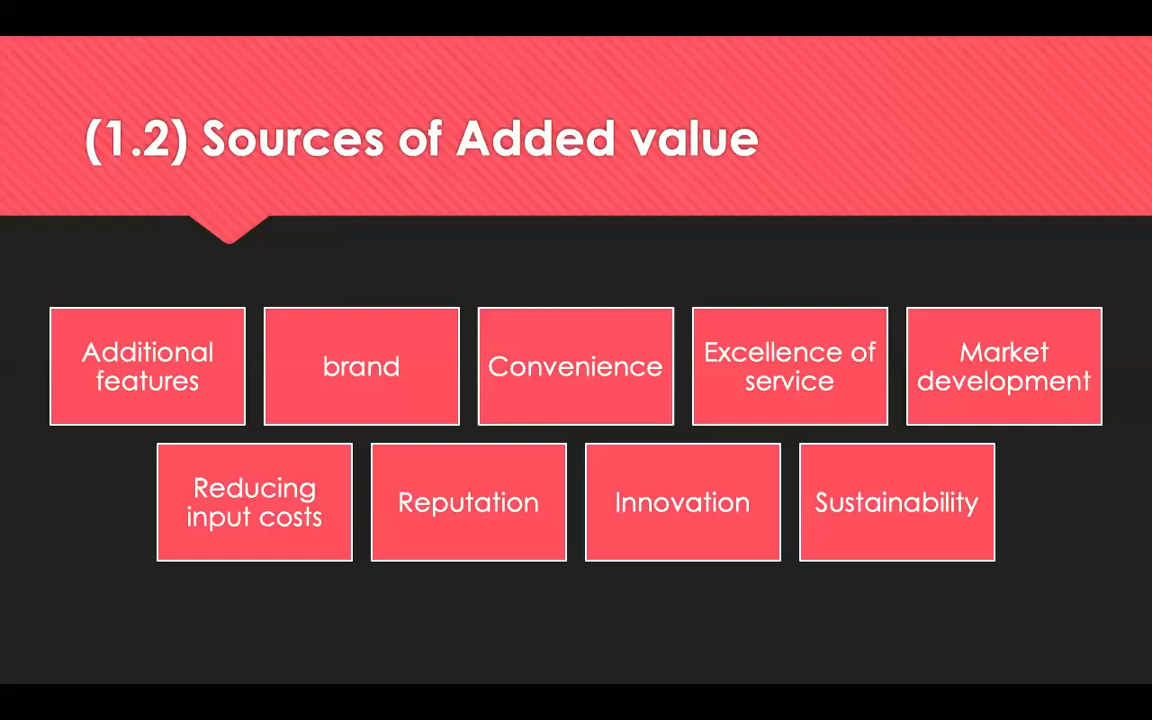 (1.2) Sources of Added value
Additional
features
brand
Convenience
Excellence of
service
Market
development
Reducing
input costs
Reputation
Innovation
Sustainability